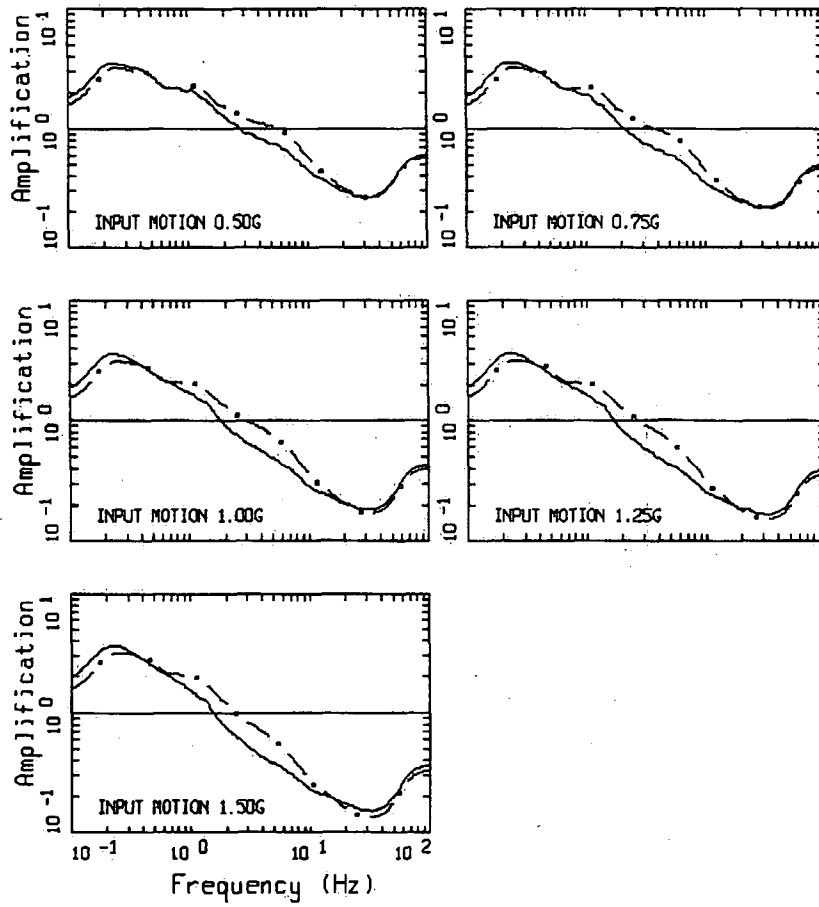 Amplification
10^1
10^0
10^-1
INPUT MOTION 0.50G
10^1
10^0
10^-1
INPUT MOTION 0.75G
Amplification
10^1
10^0
10^-1
INPUT MOTION 1.00G
10^1
10^0
10^-1
INPUT MOTION 1.25G
Amplification
10^1
10^0
10^-1
INPUT MOTION 1.50G
10^-1 10^0 10^1 10^2
Frequency (Hz)